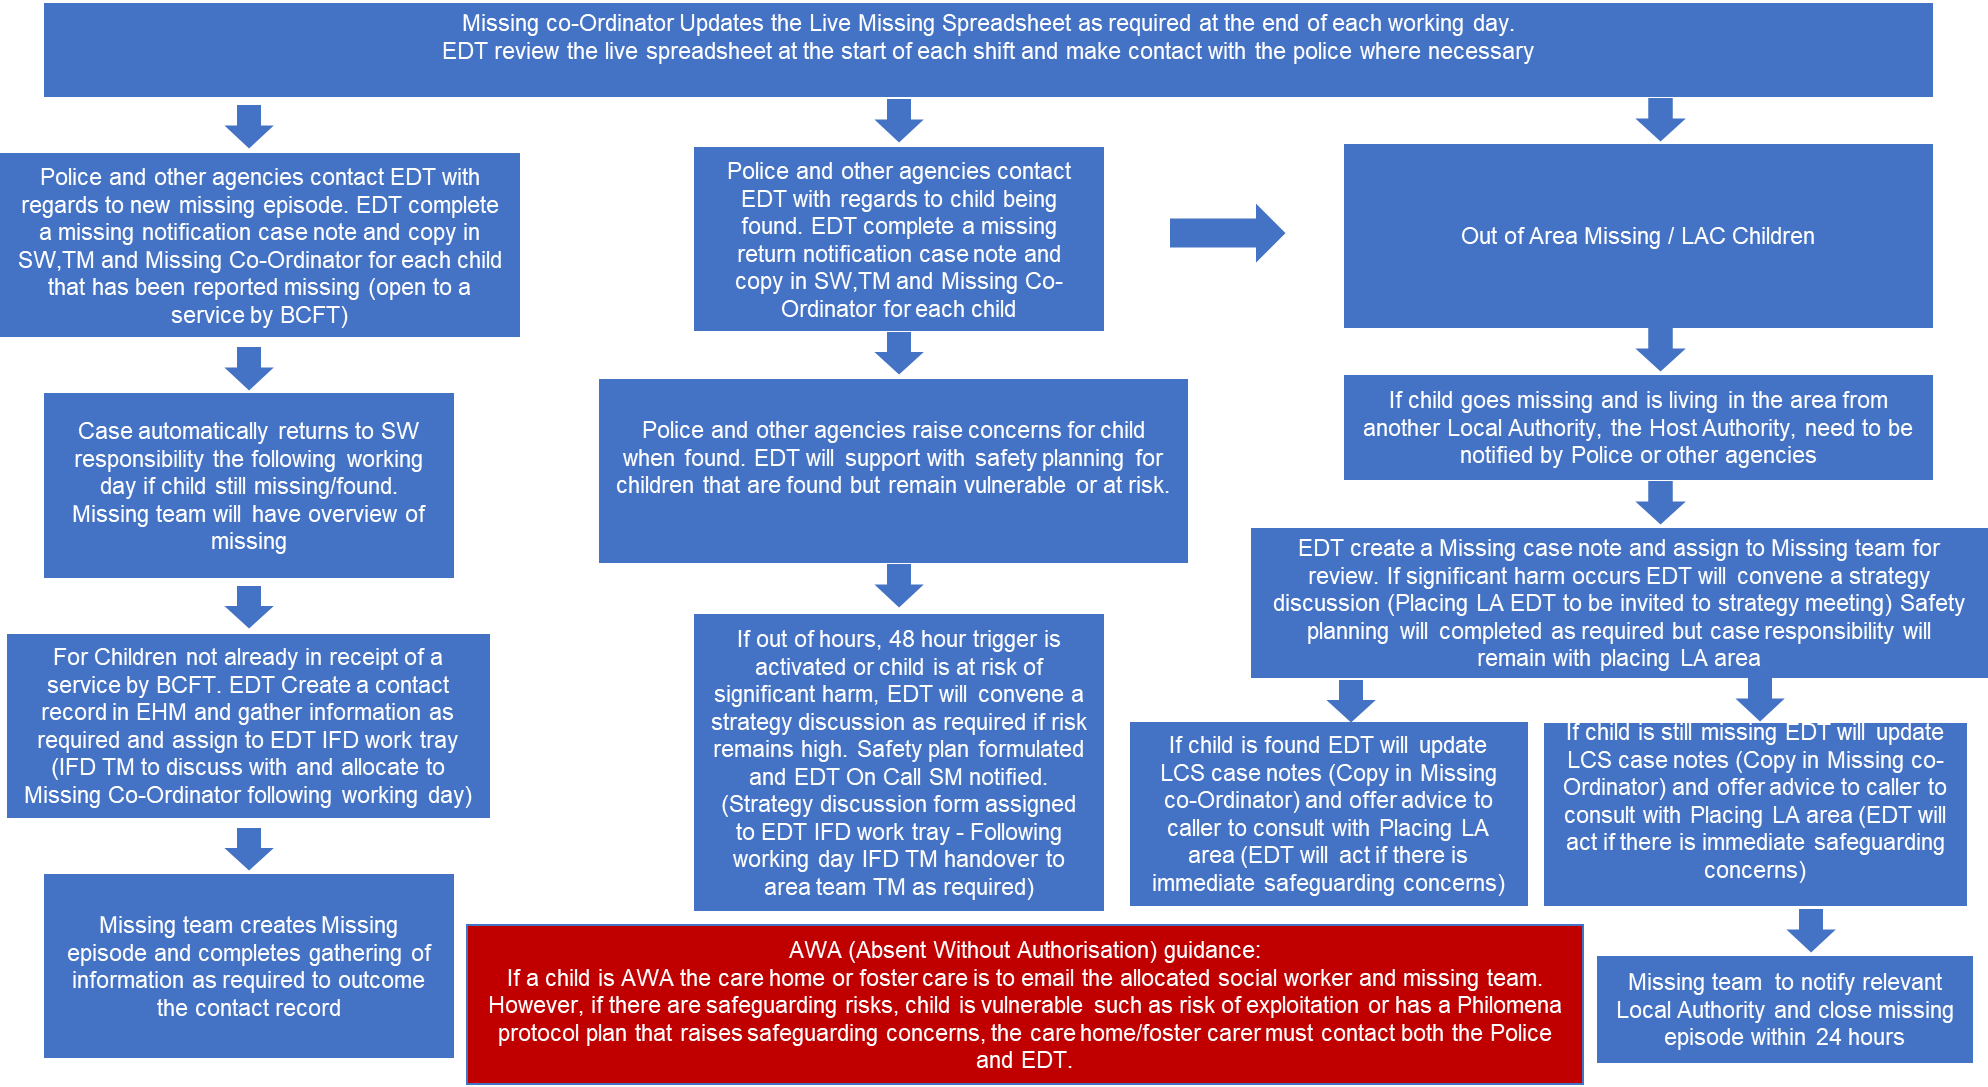 Missing co-Ordinator Updates the Live Missing Spreadsheet as required at the end of each working day.
EDT review the live spreadsheet at the start of each shift and make contact with the police where necessary
Police and other agencies contact EDT with
regards to new missing episode. EDT complete
a missing notification case note and copy in
SW,TM and Missing Co-Ordinator for each child
that has been reported missing (open to a
service by BCFT)
Case automatically returns to SW
responsibility the following working
day if child still missing/found.
Missing team will have overview of
missing
For Children not already in receipt of a
service by BCFT. EDT Create a contact
record in EHM and gather information as
required and assign to EDT IFD work tray
(IFD TM to discuss with and allocate to
Missing Co-Ordinator following working day)
Missing team creates Missing
episode and completes gathering of
information as required to outcome
the contact record
Police and other agencies contact
EDT with regards to child being
found. EDT complete a missing
return notification case note and
copy in SW,TM and Missing Co-
Ordinator for each child
Police and other agencies raise concerns for child
when found. EDT will support with safety planning for
children that are found but remain vulnerable or at risk.
If out of hours, 48 hour trigger is
activated or child is at risk of
significant harm, EDT will convene a
strategy discussion as required if risk
remains high. Safety plan formulated
and EDT On Call SM notified.
(Strategy discussion form assigned
to EDT IFD work tray - Following
working day IFD TM handover to
area team TM as required)
Out of Area Missing / LAC Children
If child goes missing and is living in the area from
another Local Authority, the Host Authority, need to be
notified by Police or other agencies
EDT create a Missing case note and assign to Missing team for
review. If significant harm occurs EDT will convene a strategy
discussion (Placing LA EDT to be invited to strategy meeting) Safety
planning will completed as required but case responsibility will
remain with placing LA area
If child is found EDT will update
LCS case notes (Copy in Missing
co-Ordinator) and offer advice to
caller to consult with Placing LA
area (EDT will act if there is
immediate safeguarding concerns)
If child is still missing EDT will update
LCS case notes (Copy in Missing co-
Ordinator) and offer advice to caller to
consult with Placing LA area (EDT will
act if there is immediate safeguarding
concerns)
Missing team to notify relevant
Local Authority and close missing
episode within 24 hours
AWA (Absent Without Authorisation) guidance:
If a child is AWA the care home or foster care is to email the allocated social worker and missing team.
However, if there are safeguarding risks, child is vulnerable such as risk of exploitation or has a Philomena
protocol plan that raises safeguarding concerns, the care home/foster carer must contact both the Police
and EDT.